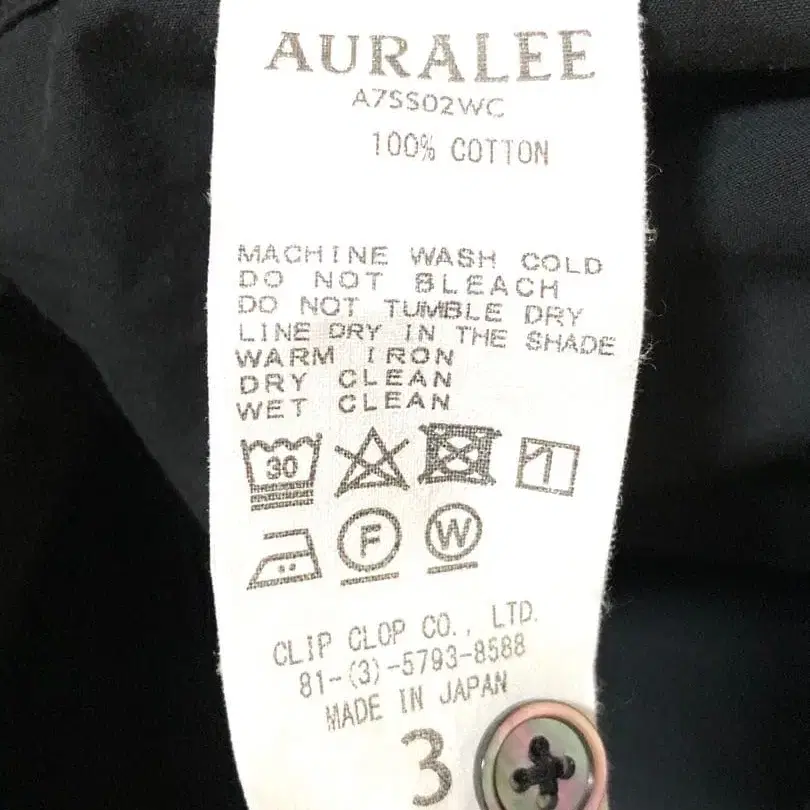 AURALEE
A7SS02WC
100% COTTON
MACHINE WASH COLD
DO NOT BLEACH
DO NOT TUMBLE DRY
LINE DRY IN THE SHADE
WARM IRON
DRY CLEAN
WET CLEAN
30
F W
CLIP CLOP CO., LTD.
81-(3)-5793-8588
MADE IN JAPAN
3